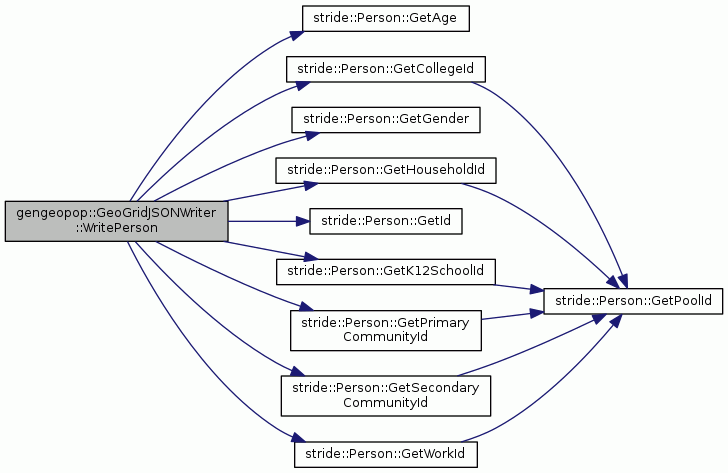 stride::Person::GetAge
stride::Person::GetCollegeId
stride::Person::GetGender
stride::Person::GetHouseholdId
gengeopop::GeoGridJSONWriter
::WritePerson
stride::Person::GetId
stride::Person::GetK12SchoolId
stride::Person::GetPoolId
stride::Person::GetPrimary
CommunityId
stride::Person::GetSecondary
CommunityId
stride::Person::GetWorkId